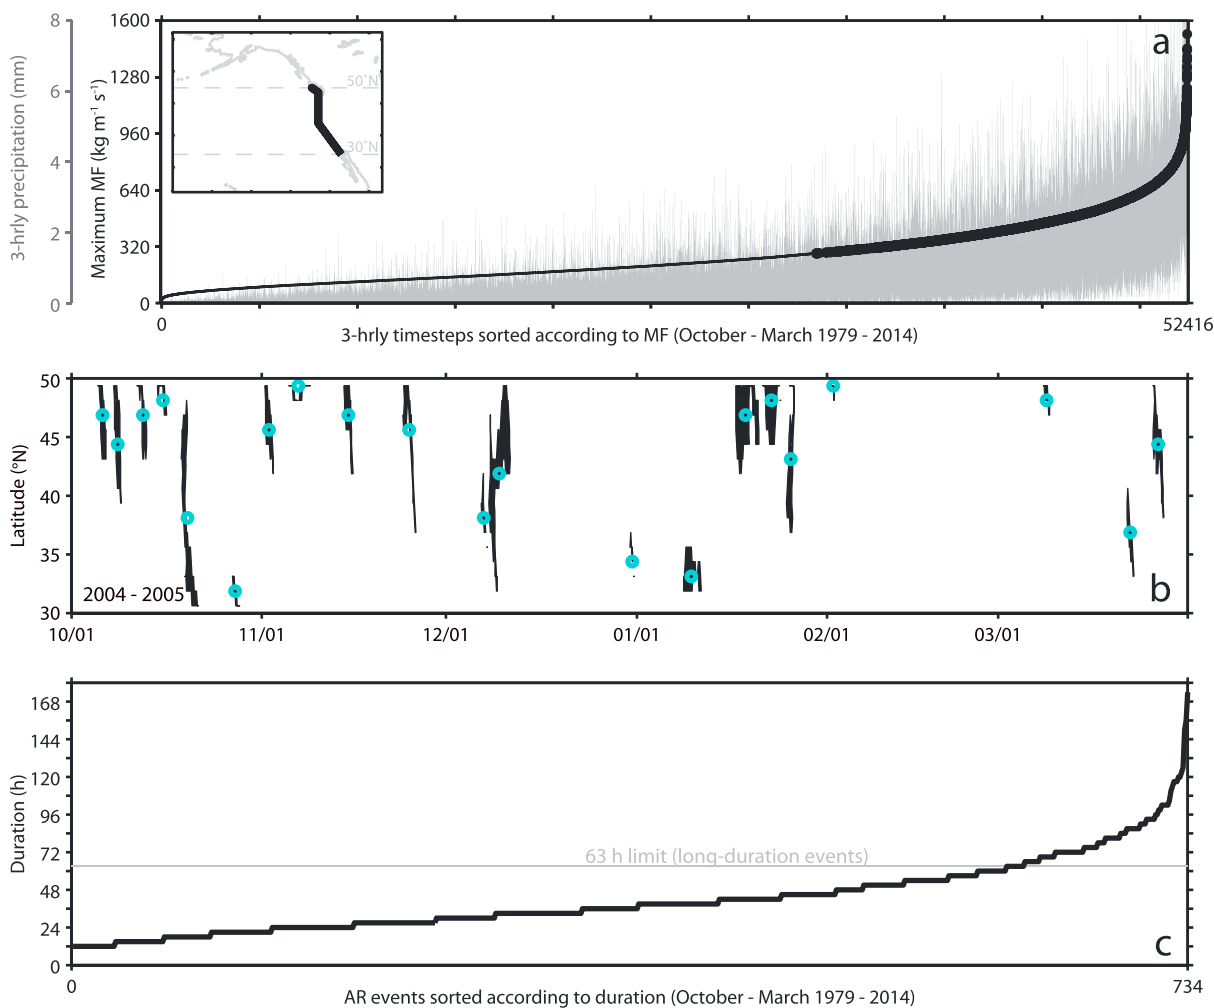 a
8
6
4
2
0
3-hrly precipitation (mm)
1600
1280
960
640
320
0
Maximum MF (kg m⁻¹ s⁻¹)
50°N
30°N
0
52416
3-hrly timesteps sorted according to MF (October - March 1979 - 2014)
50
45
40
35
30
Latitude (°N)
2004 - 2005
b
10/01 11/01 12/01 01/01 02/01 03/01
168
144
120
96
72
48
24
0
Duration (h)
63 h limit (long-duration events)
c
0
734
AR events sorted according to duration (October - March 1979 - 2014)